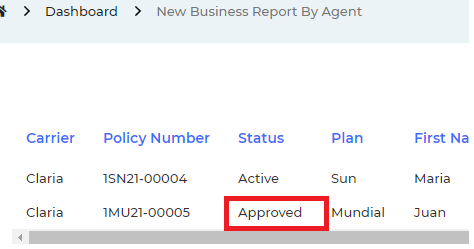 Dashboard > New Business Report By Agent
Carrier Policy Number Status Plan First Na
Claria 1SN21-00004 Active Sun Maria
Claria 1MU21-00005 Approved Mundial Juan